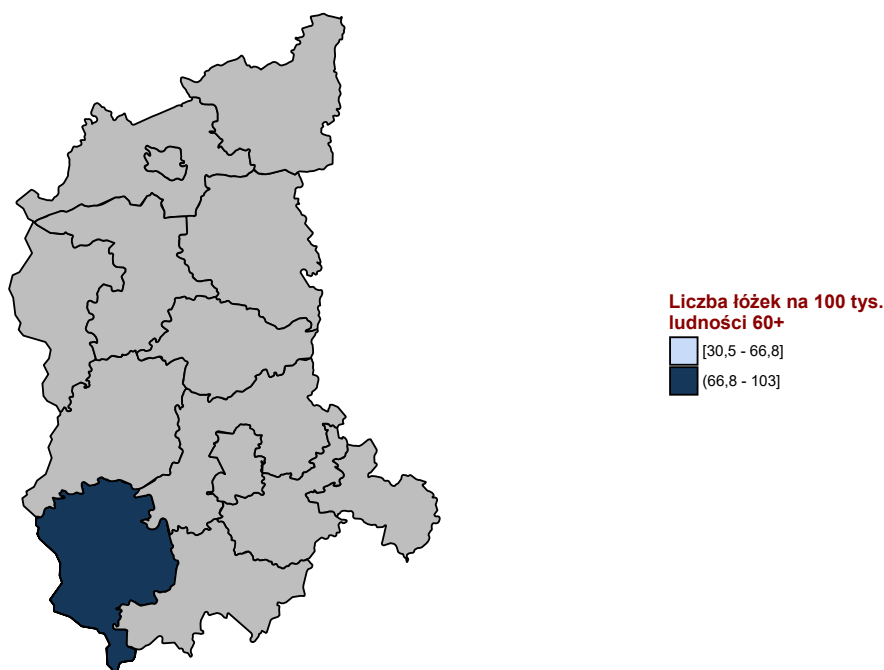 Liczba łóżek na 100 tys.
ludności 60+
[30,5 - 66,8]
(66,8 - 103]